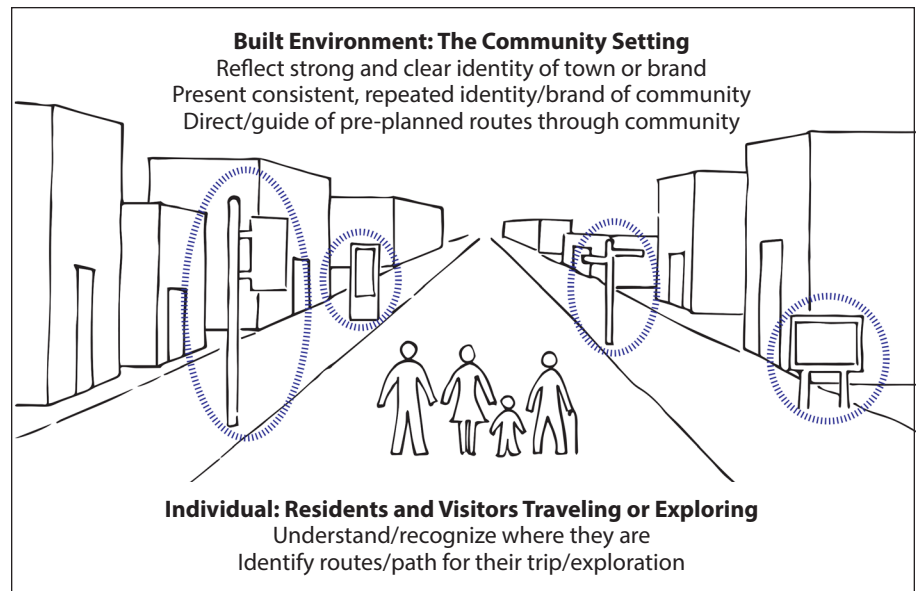 Built Environment: The Community Setting
Reflect strong and clear identity of town or brand
Present consistent, repeated identity/brand of community
Direct/guide of pre-planned routes through community
Individual: Residents and Visitors Traveling or Exploring
Understand/recognize where they are
Identify routes/path for their trip/exploration